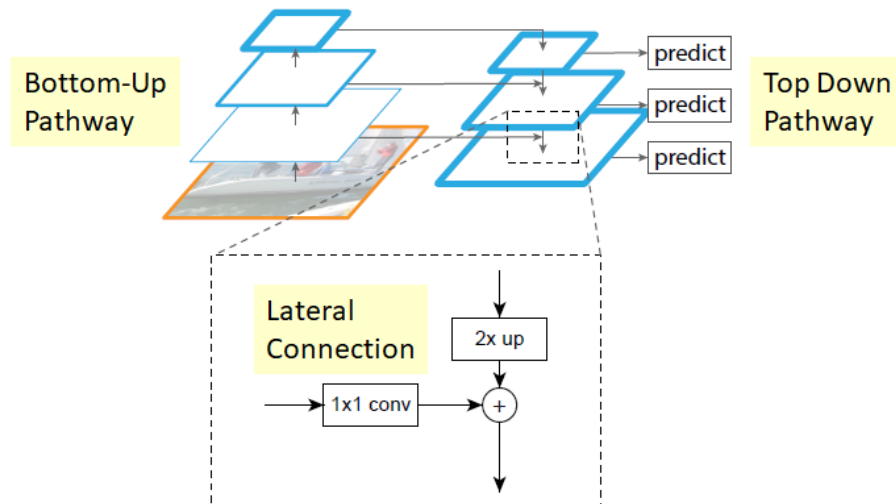 Bottom-Up
Pathway
predict
predict
predict
Top Down
Pathway
Lateral
Connection
2x up
1x1 conv
+